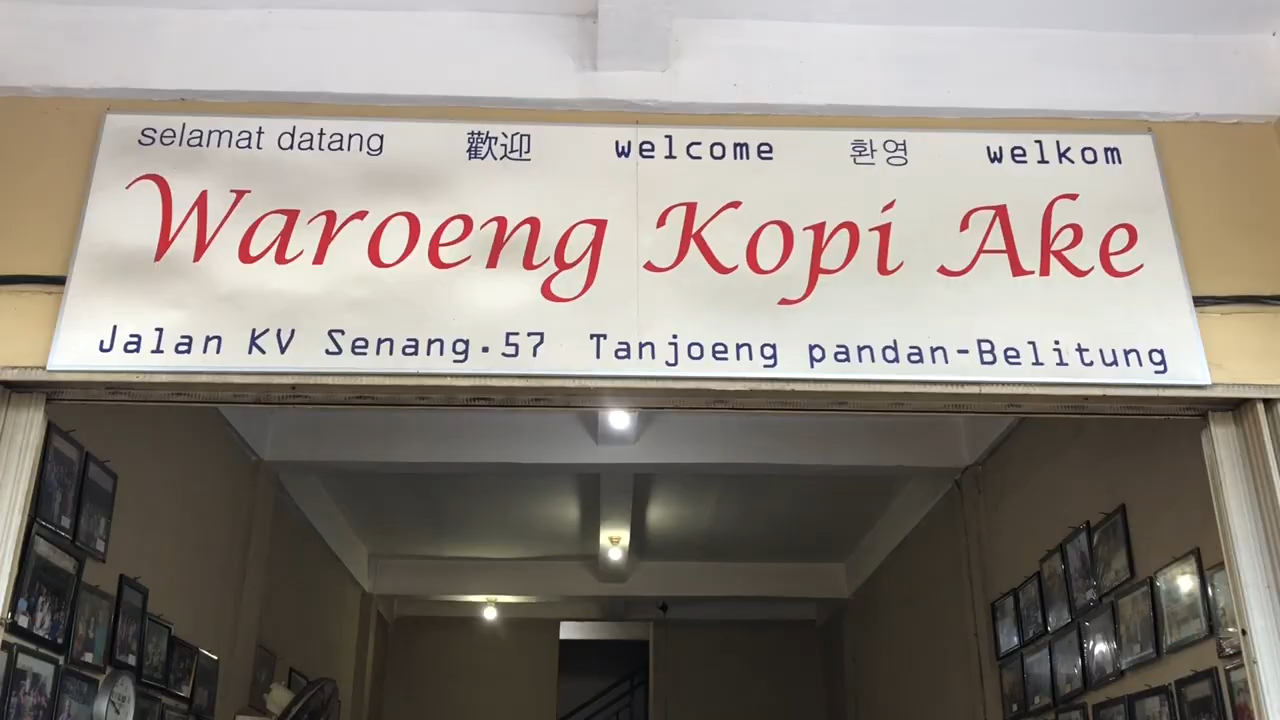 selamat datang 歡迎 welcome 환영 welkom
Waroeng Kopi Ake
Jalan KV Senang.57 Tanjoeng pandan-Belitung